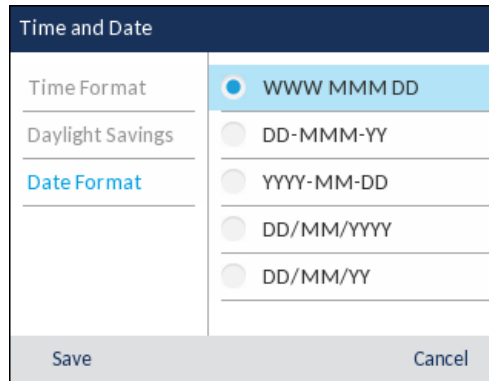 Time and Date
Time Format
Daylight Savings
Date Format
WWW MMM DD
DD-MMM-YY
YYYY-MM-DD
DD/MM/YYYY
DD/MM/YY
Save
Cancel